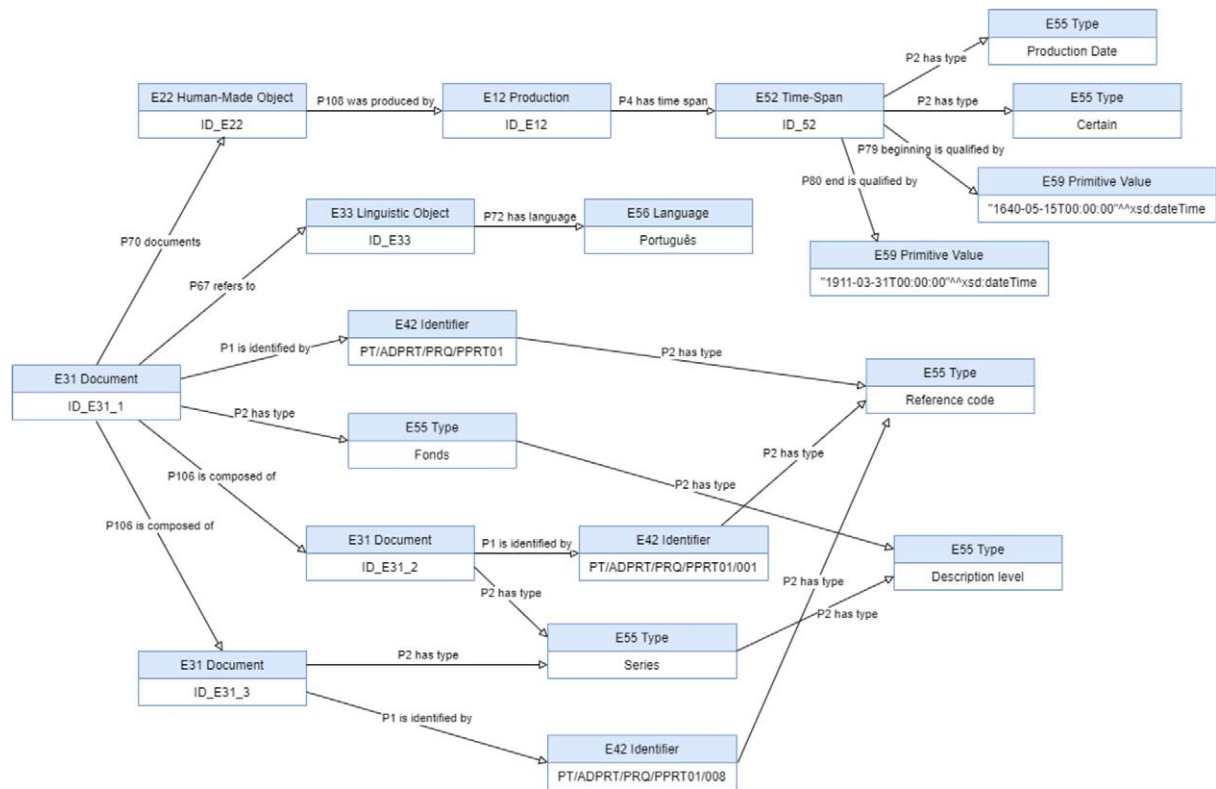 E55 Type
Production Date
P2 has type
E22 Human-Made Object
ID_E22
P108 was produced by
E12 Production
ID_E12
P4 has time span
E52 Time-Span
ID_52
P2 has type
E55 Type
Certain
P79 beginning is qualified by
P80 end is qualified by
E59 Primitive Value
"1640-05-15T00:00:00"^^xsd:dateTime
E59 Primitive Value
"1911-03-31T00:00:00"^^xsd:dateTime
P70 documents
E33 Linguistic Object
ID_E33
P72 has language
E56 Language
Português
P67 refers to
E42 Identifier
PT/ADPRT/PRQ/PPRT01
P1 is identified by
P2 has type
E31 Document
ID_E31_1
E55 Type
Reference code
P2 has type
E55 Type
Fonds
P2 has type
P2 has type
P106 is composed of
P106 is composed of
E31 Document
ID_E31_2
P1 is identified by
E42 Identifier
PT/ADPRT/PRQ/PPRT01/001
E55 Type
Description level
P2 has type
P2 has type
P2 has type
E55 Type
Series
E31 Document
ID_E31_3
P2 has type
P1 is identified by
E42 Identifier
PT/ADPRT/PRQ/PPRT01/008